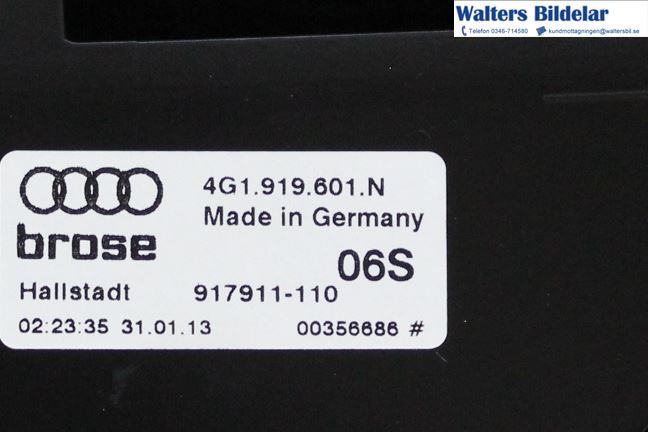 Walters Bildelar
Telefon 0346-714580 kundmottagningen@waltersbil.se
4G1.919.601.N
Made in Germany
brose
06S
Hallstadt 917911-110
02:23:35 31.01.13 00356686 #